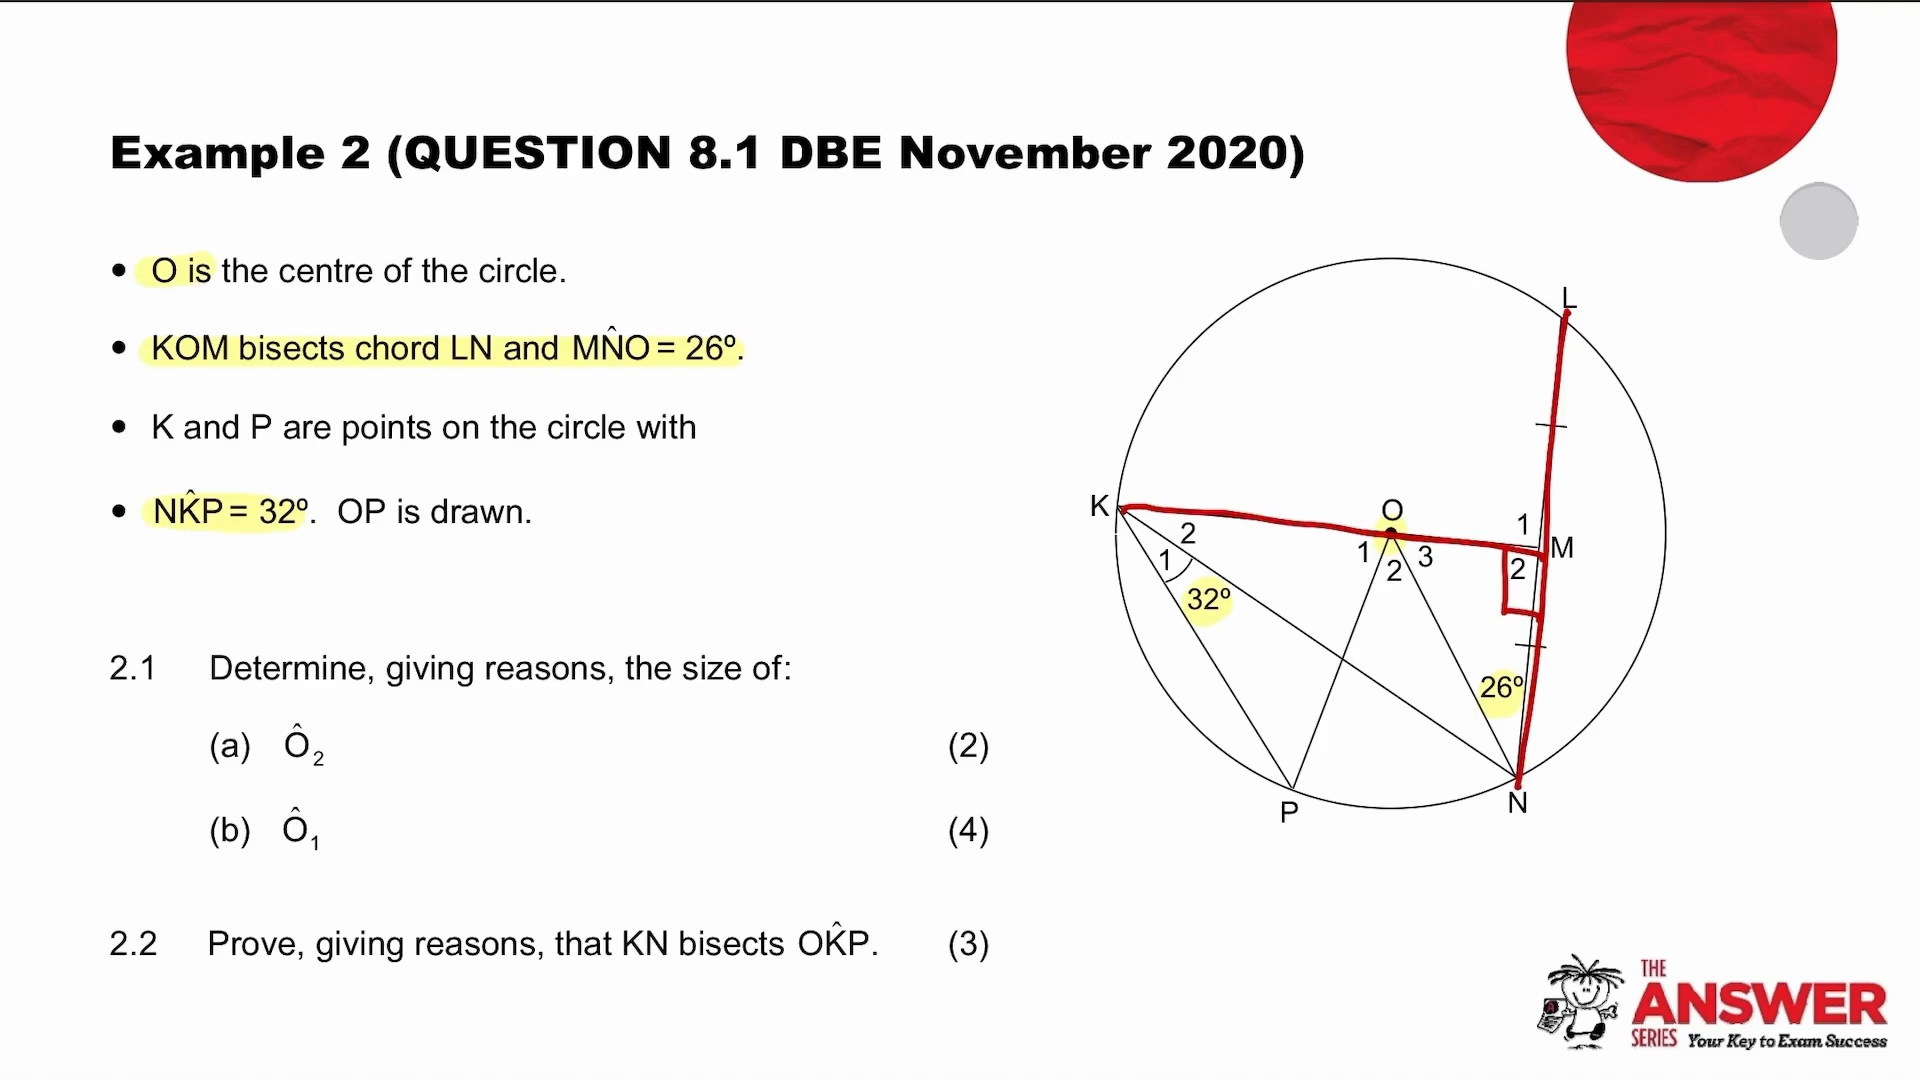 Example 2 (QUESTION 8.1 DBE November 2020)
• O is the centre of the circle.
• KOM bisects chord LN and MN̂O = 26º.
• K and P are points on the circle with
• NK̂P = 32º. OP is drawn.
2.1 Determine, giving reasons, the size of:
(a) Ô₂ (2)
(b) Ô₁ (4)
2.2 Prove, giving reasons, that KN bisects OK̂P. (3)
L
K
O
M
1
2
1
2
3
1
2
32º
26º
P
N
THE
ANSWER
SERIES Your Key to Exam Success